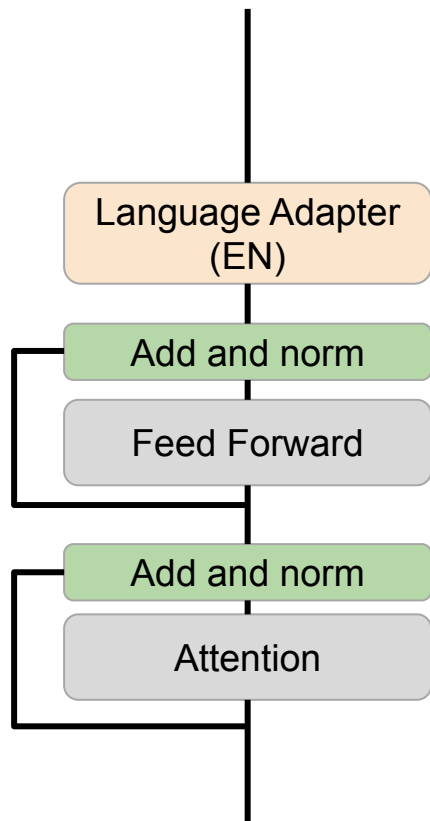 Language Adapter
(EN)
Add and norm
Feed Forward
Add and norm
Attention